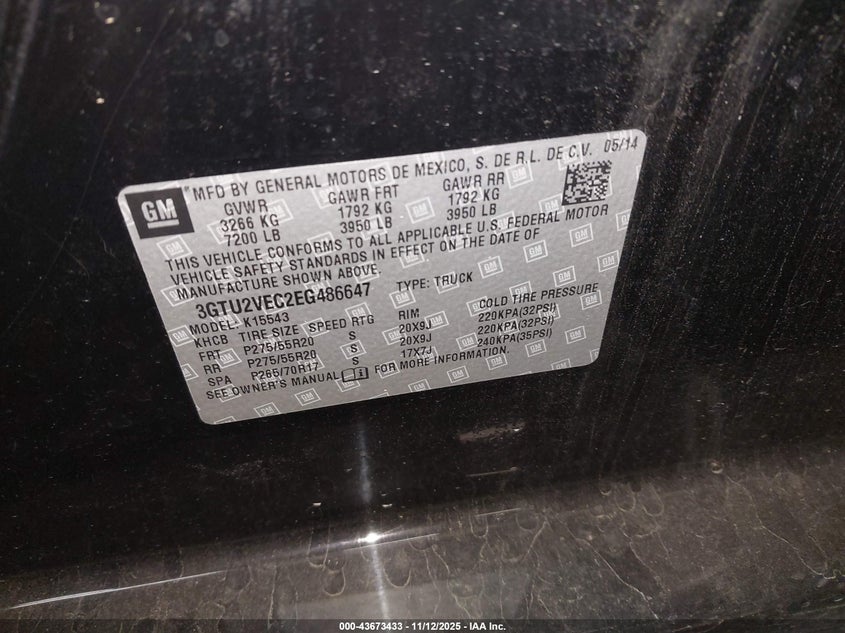 GM
"MFD BY GENERAL MOTORS DE MEXICO, S. DE R.L. DE C.V. 05/14
GVWR GAWR FRT GAWR RR
3266 KG 1792 KG 1792 KG
7200 LB 3950 LB 3950 LB
THIS VEHICLE CONFORMS TO ALL APPLICABLE U.S. FEDERAL MOTOR
VEHICLE SAFETY STANDARDS IN EFFECT ON THE DATE OF
MANUFACTURE SHOWN ABOVE.
3GTU2VEC2EG486647 TYPE: TRUCK
MODEL: K15543
KHCB TIRE SIZE SPEED RTG RIM COLD TIRE PRESSURE
FRT P275/55R20 S 20X9J 220KPA(32PSI)
RR P275/55R20 S 20X9J 220KPA(32PSI)
SPA P265/70R17 S 17X7J 240KPA(35PSI)
SEE OWNER'S MANUAL FOR MORE INFORMATION.
000-43673433 - 11/12/2025 - IAA Inc.